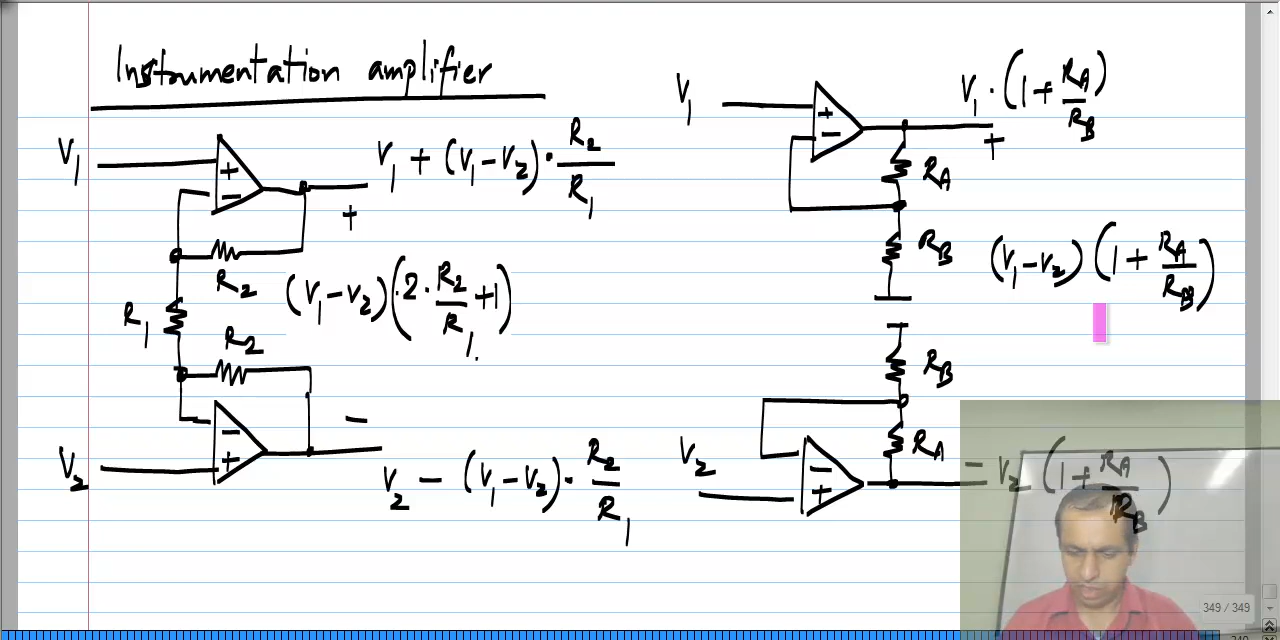 Instrumentation amplifier
V1
+
−
V1 + (V1 − V2) · R2/R1
+
R2
R1
(V1 − V2)(2 · R2/R1 + 1)
R2
−
+
−
V2
V2 − (V1 − V2) · R2/R1
V1
+
−
V1 · (1 + RA/RB)
+
RA
RB
(V1 − V2)(1 + RA/RB)
RB
RA
V2
−
+
− V2 (1 + RA/RB)
349 / 349